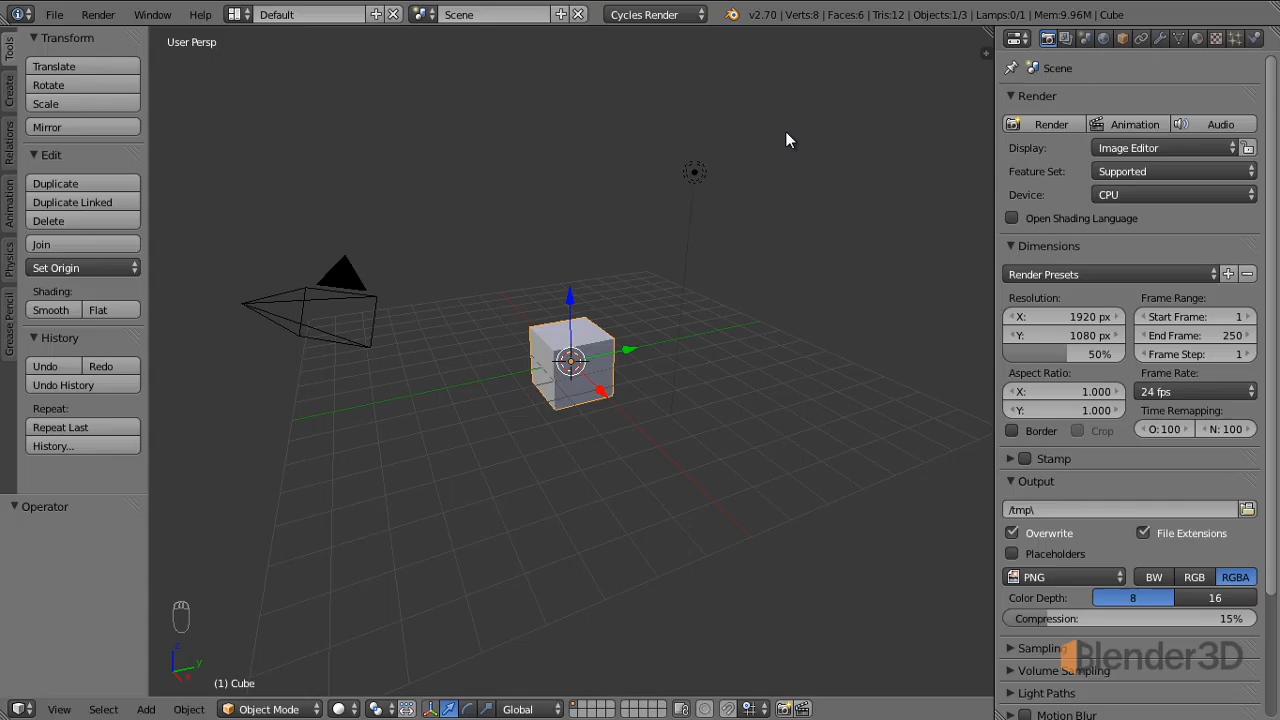 File Render Window Help Default Scene Cycles Render v2.70 | Verts:8 | Faces:6 | Tris:12 | Objects:1/3 | Lamps:0/1 | Mem:9.96M | Cube
User Persp
Tools
Create
Relations
Animation
Physics
Grease Pencil
Transform
Translate
Rotate
Scale
Mirror
Edit
Duplicate
Duplicate Linked
Delete
Join
Set Origin
Shading:
Smooth Flat
History
Undo Redo
Undo History
Repeat:
Repeat Last
History...
Operator
z
y
x
(1) Cube
View Select Add Object Object Mode Global
Scene
Render
Render Animation Audio
Display: Image Editor
Feature Set: Supported
Device: CPU
Open Shading Language
Dimensions
Render Presets
Resolution: Frame Range:
X: 1920 px Start Frame: 1
Y: 1080 px End Frame: 250
50% Frame Step: 1
Aspect Ratio: Frame Rate:
X: 1.000 24 fps
Y: 1.000 Time Remapping:
Border Crop O: 100 N: 100
Stamp
Output
/tmp\
Overwrite File Extensions
Placeholders
PNG BW RGB RGBA
Color Depth: 8 16
Compression: 15%
Sampling
Volume Sampling
Blender3D
Light Paths
Motion Blur